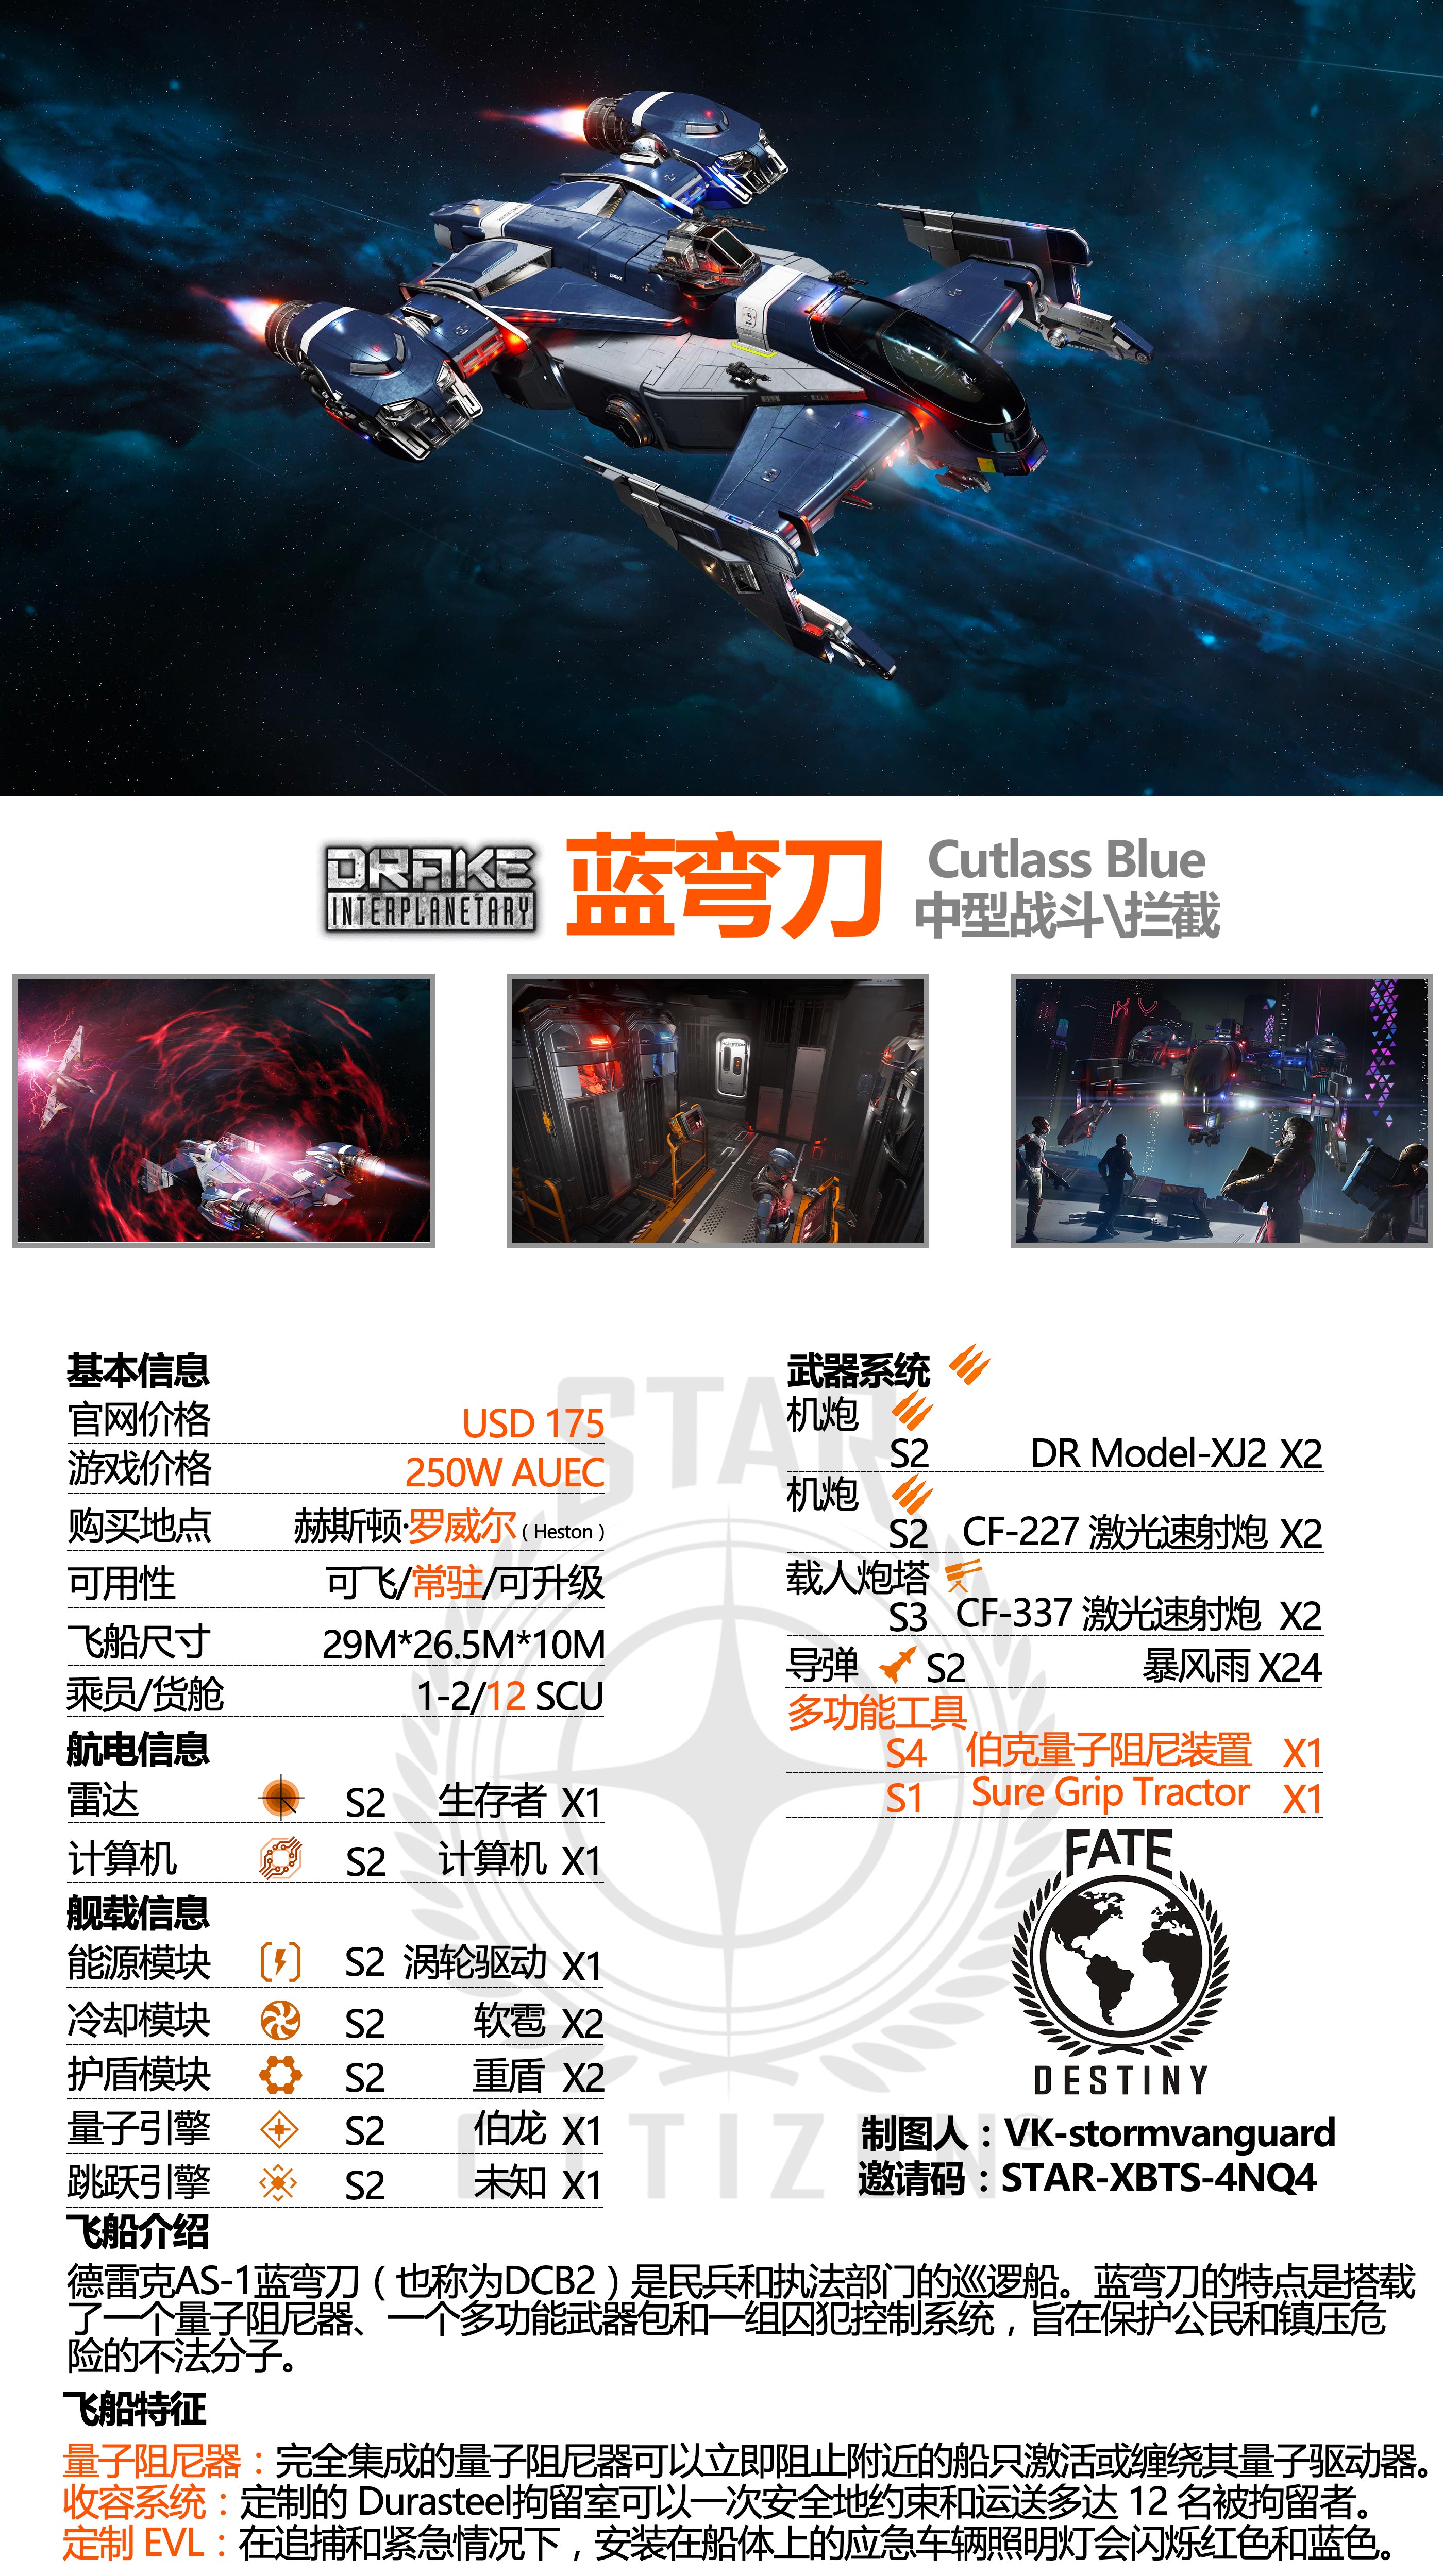 DRAKE
INTERPLANETARY
蓝弯刀
Cutlass Blue
中型战斗\拦截
基本信息
官网价格 USD 175
游戏价格 250W AUEC
购买地点 赫斯顿·罗威尔（Heston）
可用性 可飞/常驻/可升级
飞船尺寸 29M*26.5M*10M
乘员/货舱 1-2/12 SCU
航电信息
雷达 S2 生存者 X1
计算机 S2 计算机 X1
舰载信息
能源模块 S2 涡轮驱动 X1
冷却模块 S2 软雹 X2
护盾模块 S2 重盾 X2
量子引擎 S2 伯龙 X1
跳跃引擎 S2 未知 X1
武器系统
机炮
S2 DR Model-XJ2 X2
机炮
S2 CF-227 激光速射炮 X2
载人炮塔
S3 CF-337 激光速射炮 X2
导弹 S2 暴风雨 X24
多功能工具
S4 伯克量子阻尼装置 X1
S1 Sure Grip Tractor X1
FATE
DESTINY
制图人：VK-stormvanguard
邀请码：STAR-XBTS-4NQ4
STAR
CITIZEN
飞船介绍
德雷克AS-1蓝弯刀（也称为DCB2）是民兵和执法部门的巡逻船。蓝弯刀的特点是搭载
了一个量子阻尼器、一个多功能武器包和一组囚犯控制系统，旨在保护公民和镇压危
险的不法分子。
飞船特征
量子阻尼器：完全集成的量子阻尼器可以立即阻止附近的船只激活或缠绕其量子驱动器。
收容系统：定制的 Durasteel拘留室可以一次安全地约束和运送多达 12 名被拘留者。
定制 EVL：在追捕和紧急情况下，安装在船体上的应急车辆照明灯会闪烁红色和蓝色。